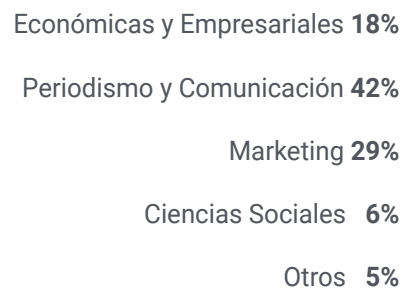 Económicas y Empresariales 18%
Periodismo y Comunicación 42%
Marketing 29%
Ciencias Sociales 6%
Otros 5%